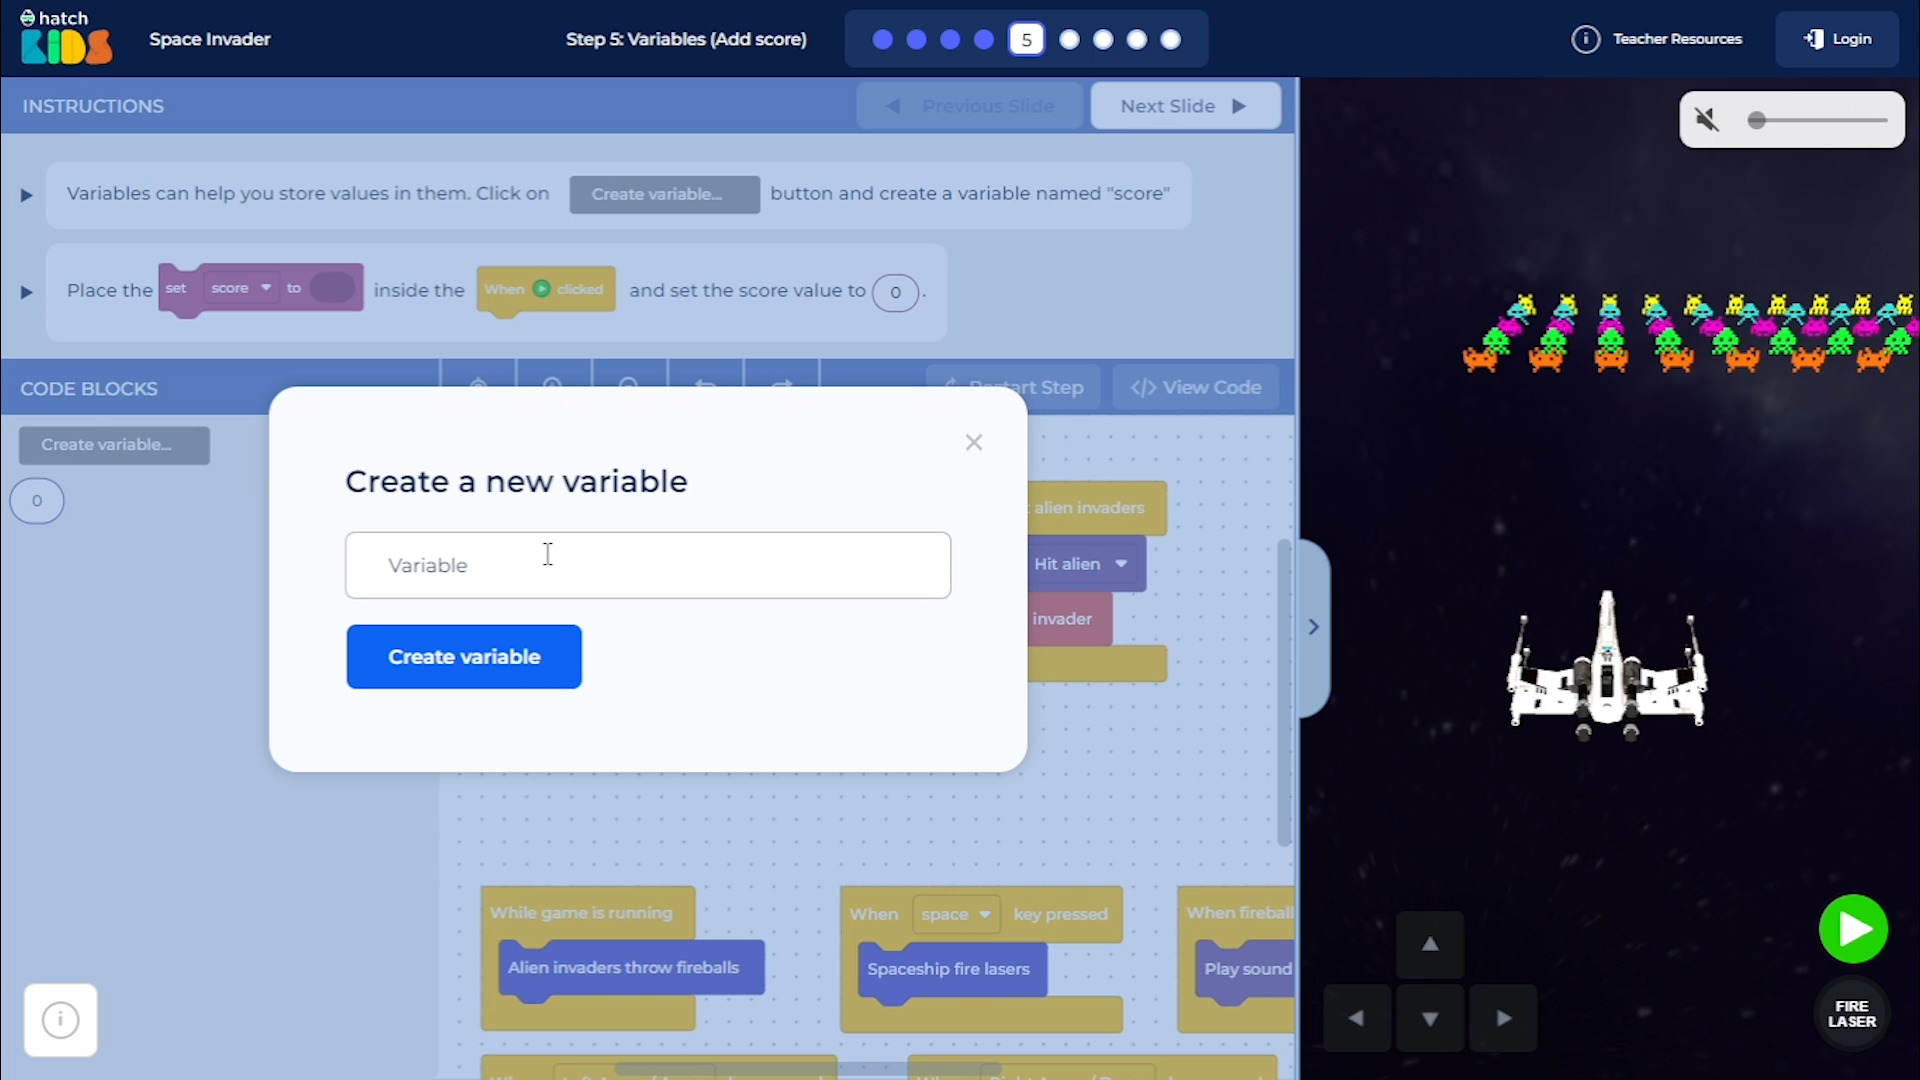 hatch
KIDS
Space Invader
Step 5: Variables (Add score)
5
Teacher Resources
Login
INSTRUCTIONS
Previous Slide
Next Slide
Variables can help you store values in them. Click on Create variable... button and create a variable named "score"
Place the set score to inside the When clicked and set the score value to 0 .
CODE BLOCKS
Restart Step
</> View Code
Create variable...
0
Create a new variable
Variable
Create variable
alien invaders
Hit alien
invader
While game is running
Alien invaders throw fireballs
When space key pressed
Spaceship fire lasers
When fireball
Play sound
FIRE
LASER